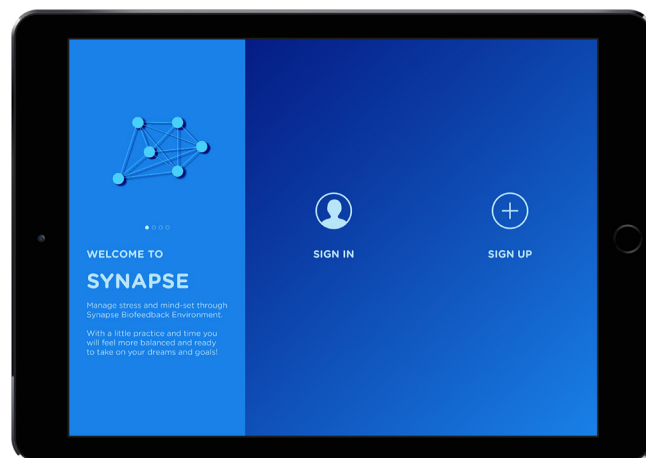 WELCOME TO
SYNAPSE
Manage stress and mind-set through
Synapse Biofeedback Environment.
With a little practice and time you
will feel more balanced and ready
to take on your dreams and goals!
SIGN IN
SIGN UP